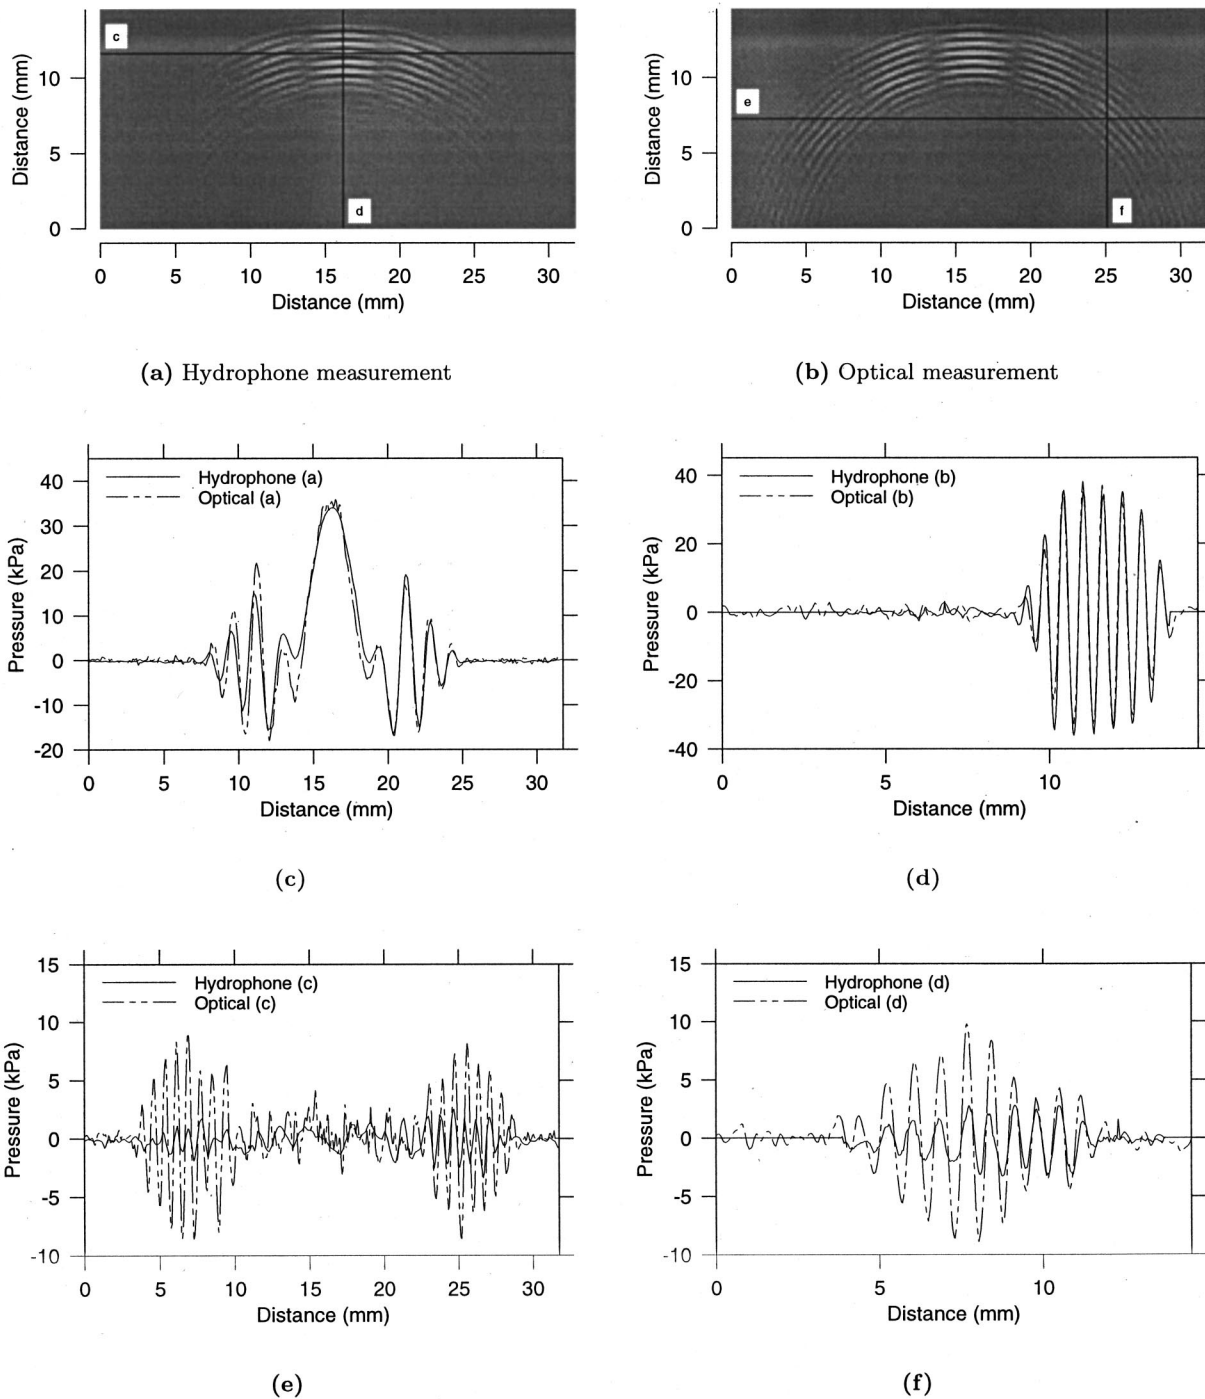 c
d
Distance (mm)
10
5
0
0 5 10 15 20 25 30
Distance (mm)
(a) Hydrophone measurement
e
f
Distance (mm)
10
5
0
0 5 10 15 20 25 30
Distance (mm)
(b) Optical measurement
Hydrophone (a)
Optical (a)
Pressure (kPa)
40
30
20
10
0
-10
-20
0 5 10 15 20 25 30
Distance (mm)
(c)
Hydrophone (b)
Optical (b)
Pressure (kPa)
40
20
0
-20
-40
0 5 10
Distance (mm)
(d)
Hydrophone (c)
Optical (c)
Pressure (kPa)
15
10
5
0
-5
-10
0 5 10 15 20 25 30
Distance (mm)
(e)
Hydrophone (d)
Optical (d)
Pressure (kPa)
15
10
5
0
-5
-10
0 5 10
Distance (mm)
(f)